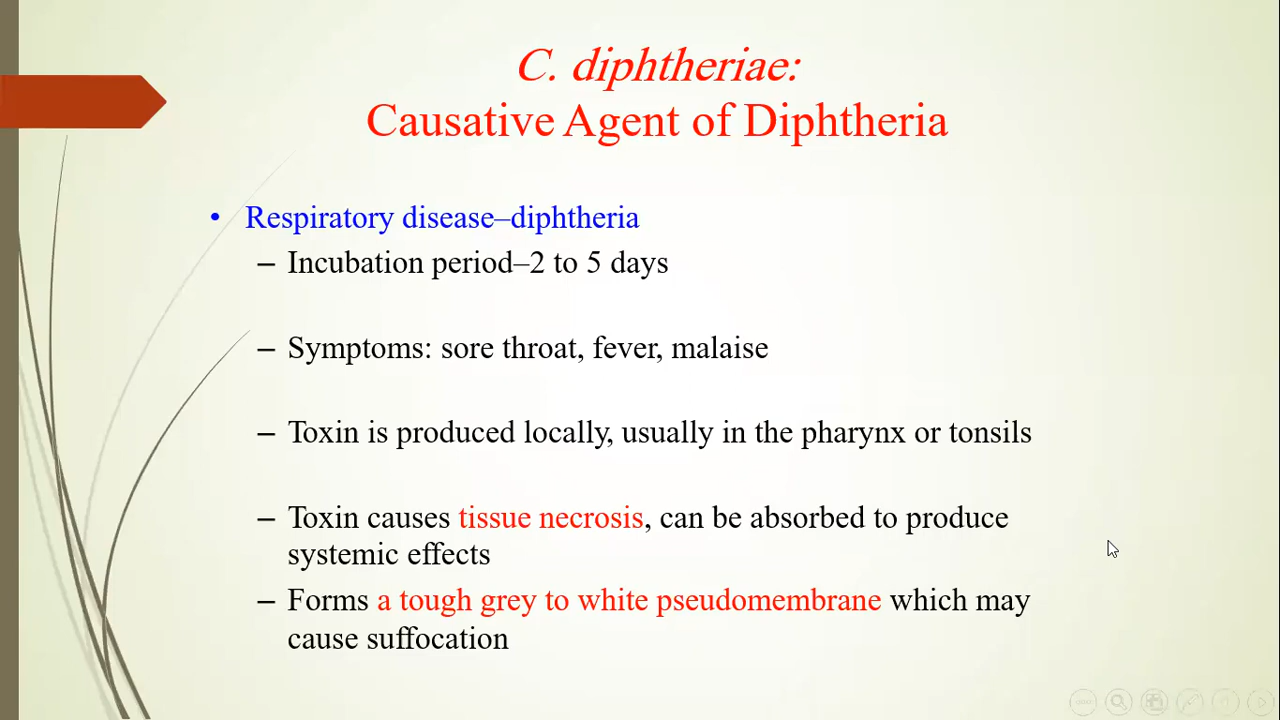 C. diphtheriae:
Causative Agent of Diphtheria
• Respiratory disease–diphtheria
– Incubation period–2 to 5 days
– Symptoms: sore throat, fever, malaise
– Toxin is produced locally, usually in the pharynx or tonsils
– Toxin causes tissue necrosis, can be absorbed to produce
systemic effects
– Forms a tough grey to white pseudomembrane which may
cause suffocation